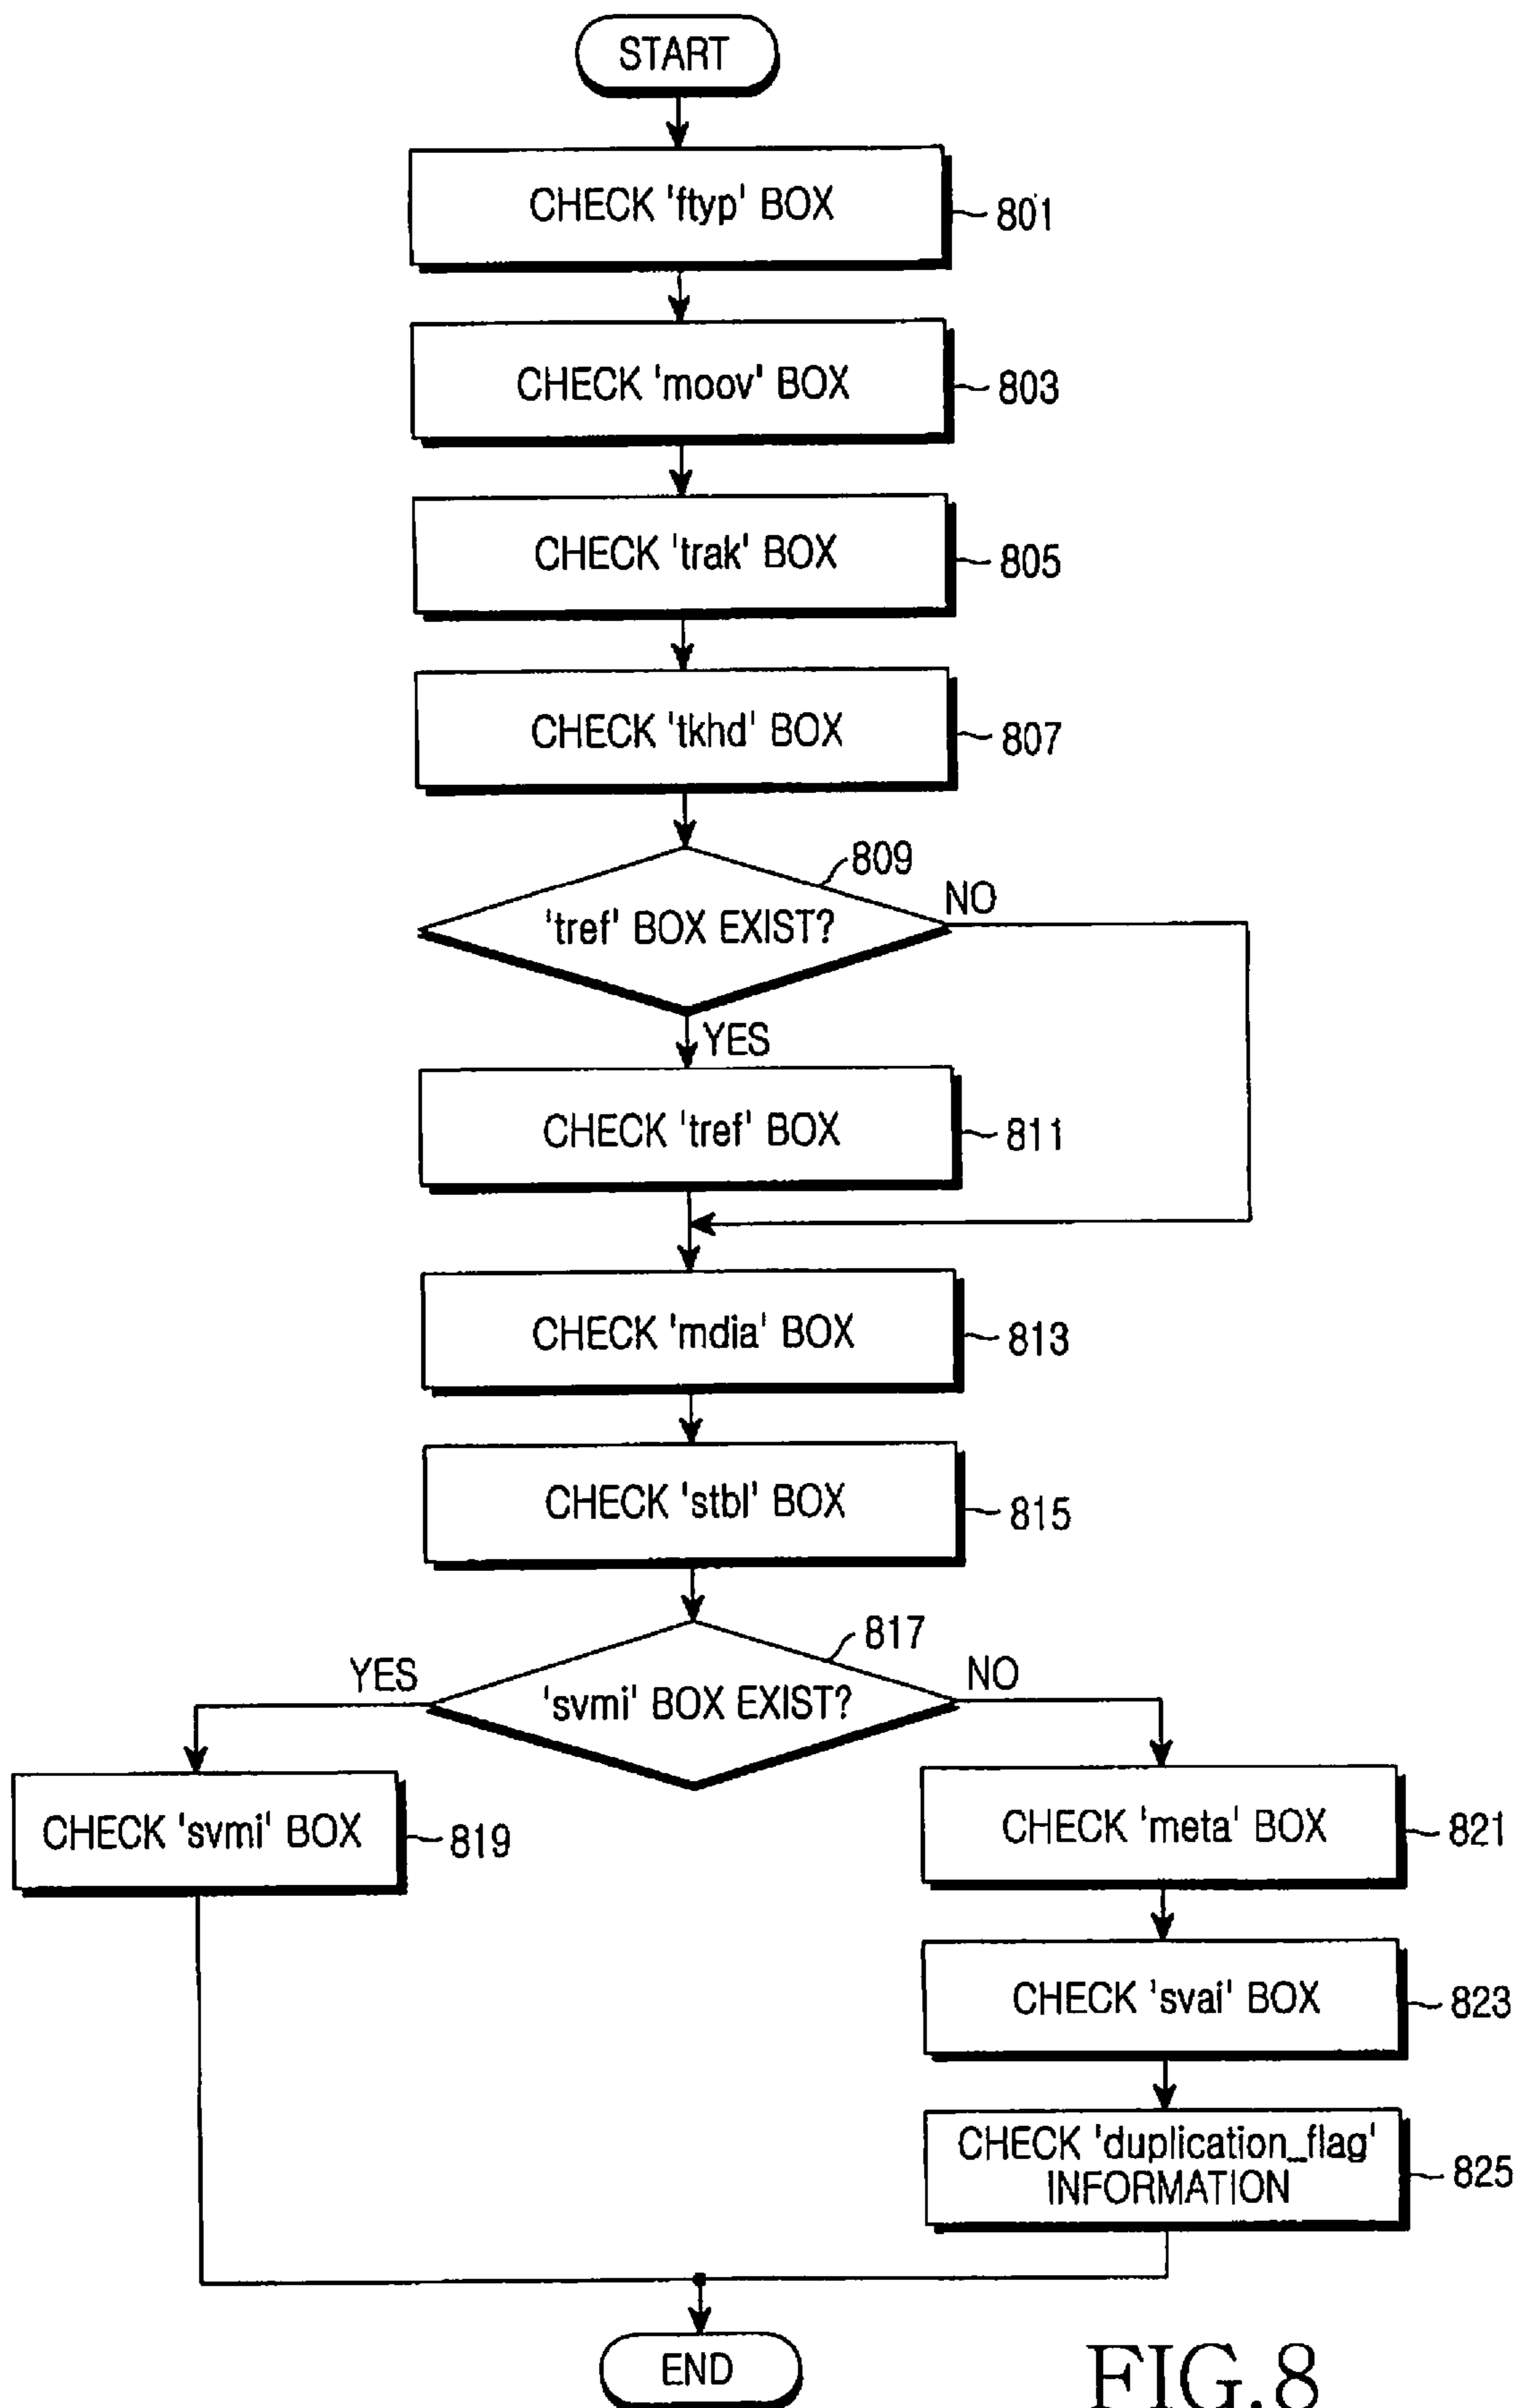 START
CHECK 'ftyp' BOX
801
CHECK 'moov' BOX
803
CHECK 'trak' BOX
805
CHECK 'tkhd' BOX
807
809
'tref' BOX EXIST?
NO
YES
CHECK 'tref' BOX
811
CHECK 'mdia' BOX
813
CHECK 'stbl' BOX
815
817
YES
'svmi' BOX EXIST?
NO
CHECK 'svmi' BOX
819
CHECK 'meta' BOX
821
CHECK 'svai' BOX
823
CHECK 'duplication_flag'
INFORMATION
825
END
FIG.8